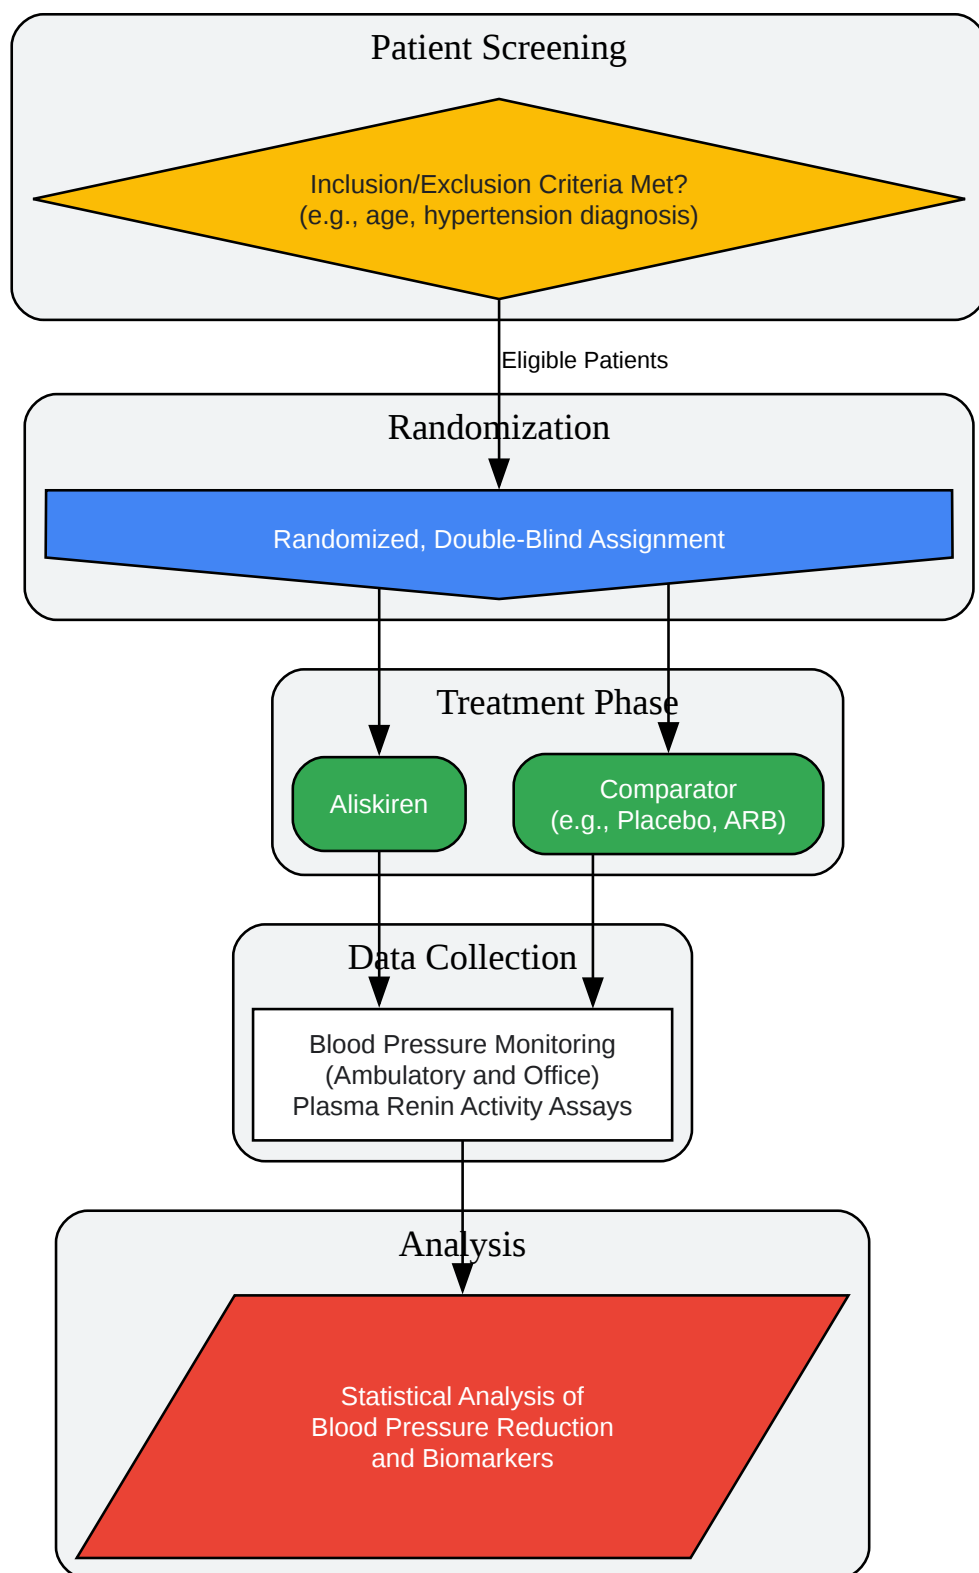 Patient Screening
Inclusion/Exclusion Criteria Met?
(e.g., age, hypertension diagnosis)
Eligible Patients
Randomization
Randomized, Double-Blind Assignment
Treatment Phase
Aliskiren
Comparator
(e.g., Placebo, ARB)
Data Collection
Blood Pressure Monitoring
(Ambulatory and Office)
Plasma Renin Activity Assays
Analysis
Statistical Analysis of
Blood Pressure Reduction
and Biomarkers